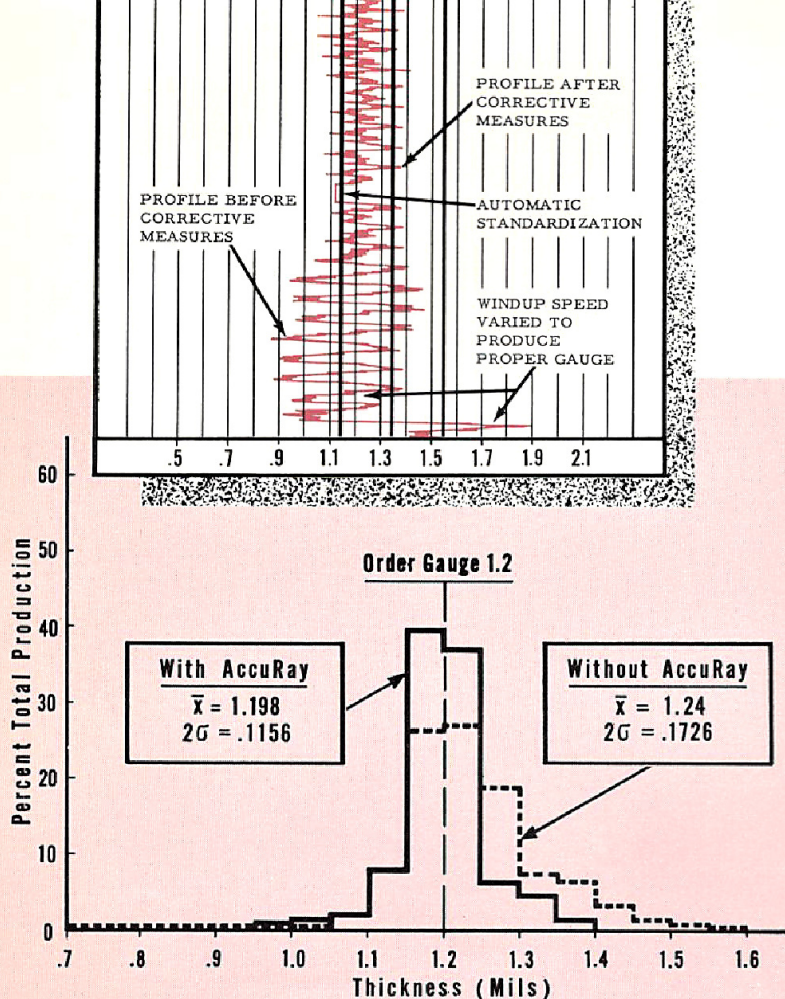 PROFILE AFTER
CORRECTIVE
MEASURES
PROFILE BEFORE
CORRECTIVE
MEASURES
AUTOMATIC
STANDARDIZATION
WINDUP SPEED
VARIED TO
PRODUCE
PROPER GAUGE
.5 .7 .9 1.1 1.3 1.5 1.7 1.9 2.1
60
50
40
30
20
10
0
Percent Total Production
Order Gauge 1.2
With AccuRay
x̄ = 1.198
2σ = .1156
Without AccuRay
x̄ = 1.24
2σ = .1726
.7 .8 .9 1.0 1.1 1.2 1.3 1.4 1.5 1.6
Thickness (Mils)